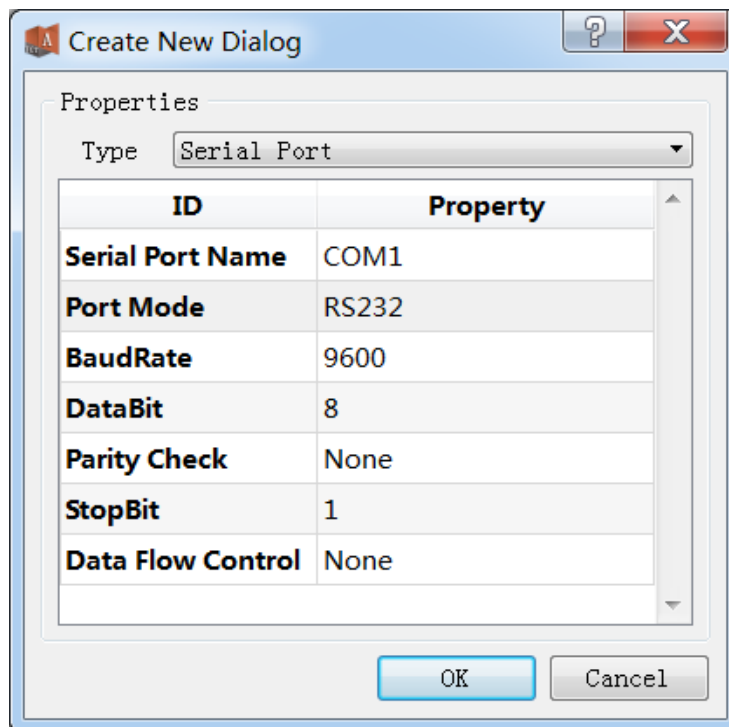 Create New Dialog
Properties
Type Serial Port
ID Property
Serial Port Name COM1
Port Mode RS232
BaudRate 9600
DataBit 8
Parity Check None
StopBit 1
Data Flow Control None
OK Cancel